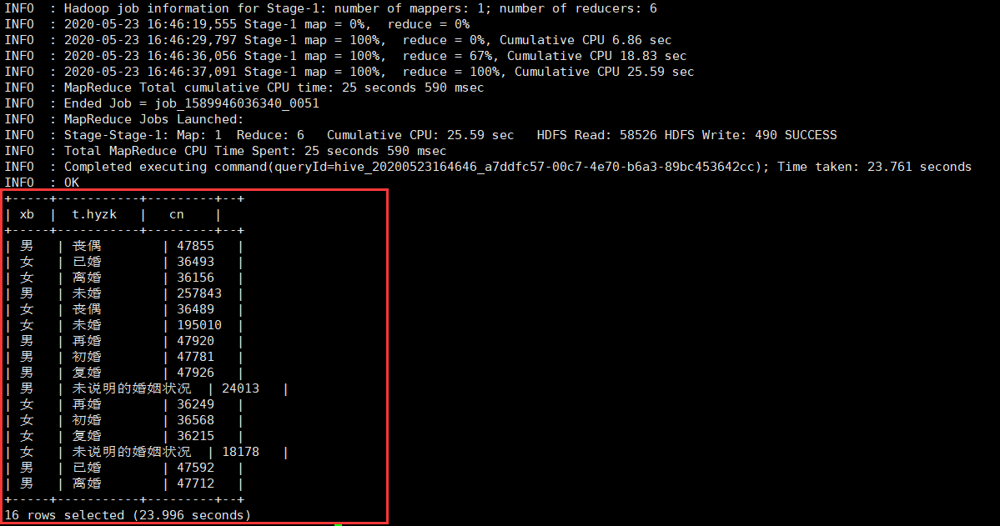 INFO  : Hadoop job information for Stage-1: number of mappers: 1; number of reducers: 6
INFO  : 2020-05-23 16:46:19,555 Stage-1 map = 0%,  reduce = 0%
INFO  : 2020-05-23 16:46:29,797 Stage-1 map = 100%,  reduce = 0%, Cumulative CPU 6.86 sec
INFO  : 2020-05-23 16:46:36,056 Stage-1 map = 100%,  reduce = 67%, Cumulative CPU 18.83 sec
INFO  : 2020-05-23 16:46:37,091 Stage-1 map = 100%,  reduce = 100%, Cumulative CPU 25.59 sec
INFO  : MapReduce Total cumulative CPU time: 25 seconds 590 msec
INFO  : Ended Job = job_1589946036340_0051
INFO  : MapReduce Jobs Launched:
INFO  : Stage-Stage-1: Map: 1  Reduce: 6   Cumulative CPU: 25.59 sec   HDFS Read: 58526 HDFS Write: 490 SUCCESS
INFO  : Total MapReduce CPU Time Spent: 25 seconds 590 msec
INFO  : Completed executing command(queryId=hive_20200523164646_a7ddfc57-00c7-4e70-b6a3-89bc453642cc); Time taken: 23.761 seconds
INFO  : OK
+-----+-----------+---------+--+
| xb  |  t.hyzk   |   cn    |
+-----+-----------+---------+--+
| 男   | 丧偶        | 47855   |
| 女   | 已婚        | 36493   |
| 女   | 离婚        | 36156   |
| 男   | 未婚        | 257843  |
| 女   | 丧偶        | 36489   |
| 女   | 未婚        | 195010  |
| 男   | 再婚        | 47920   |
| 男   | 初婚        | 47781   |
| 男   | 复婚        | 47926   |
| 男   | 未说明的婚姻状况  | 24013   |
| 女   | 再婚        | 36249   |
| 女   | 初婚        | 36568   |
| 女   | 复婚        | 36215   |
| 女   | 未说明的婚姻状况  | 18178   |
| 男   | 已婚        | 47592   |
| 男   | 离婚        | 47712   |
+-----+-----------+---------+--+
16 rows selected (23.996 seconds)